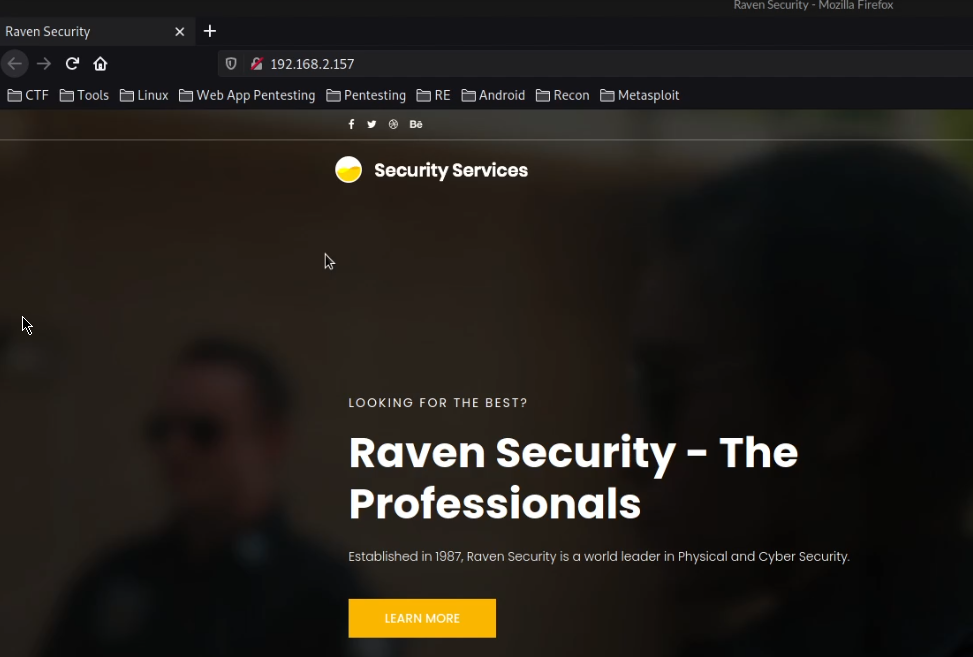 Raven Security - Mozilla Firefox
Raven Security
192.168.2.157
CTF Tools Linux Web App Pentesting Pentesting RE Android Recon Metasploit
Bē
Security Services
LOOKING FOR THE BEST?
Raven Security - The
Professionals
Established in 1987, Raven Security is a world leader in Physical and Cyber Security.
LEARN MORE